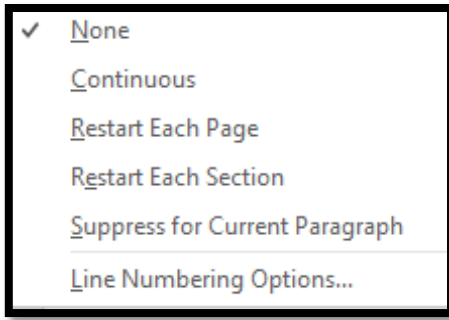 None
Continuous
Restart Each Page
Restart Each Section
Suppress for Current Paragraph
Line Numbering Options...